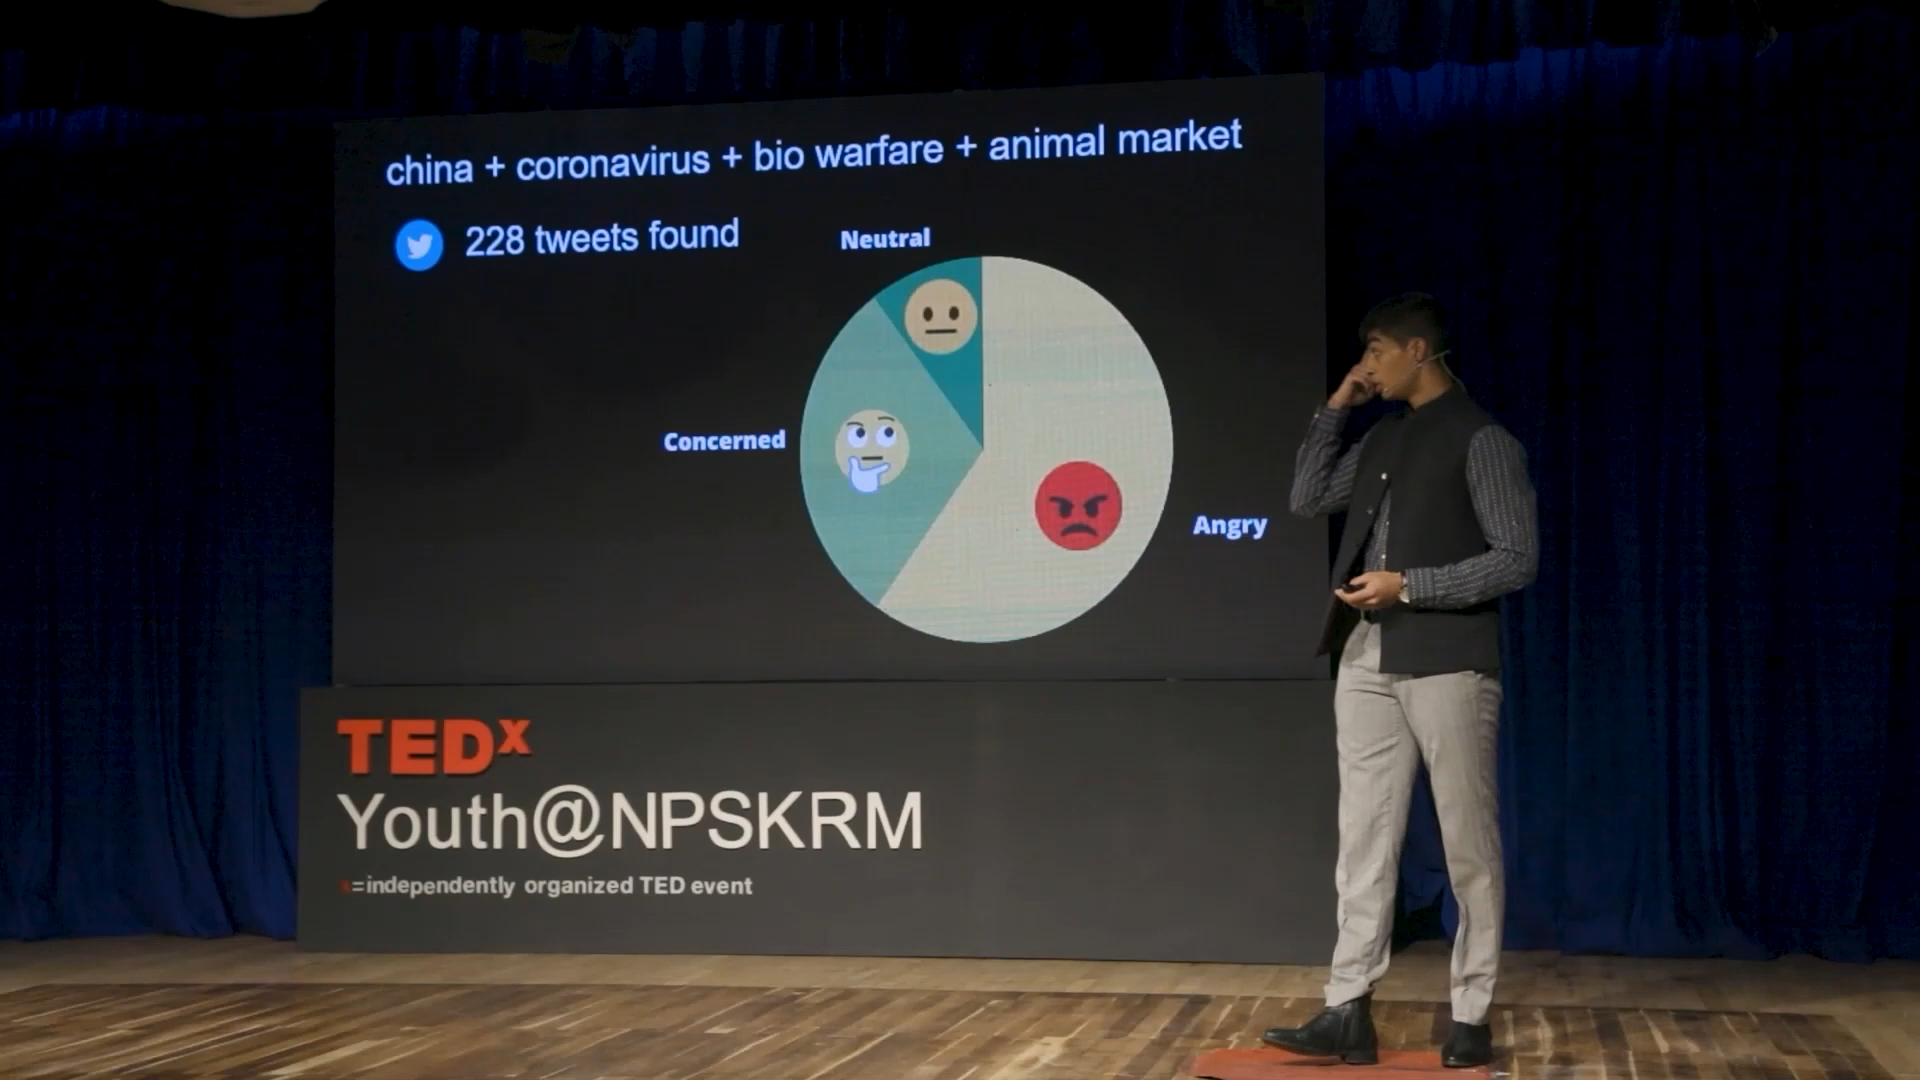 china + coronavirus + bio warfare + animal market
228 tweets found
Neutral
Concerned
Angry
TEDx
Youth@NPSKRM
x=independently organized TED event